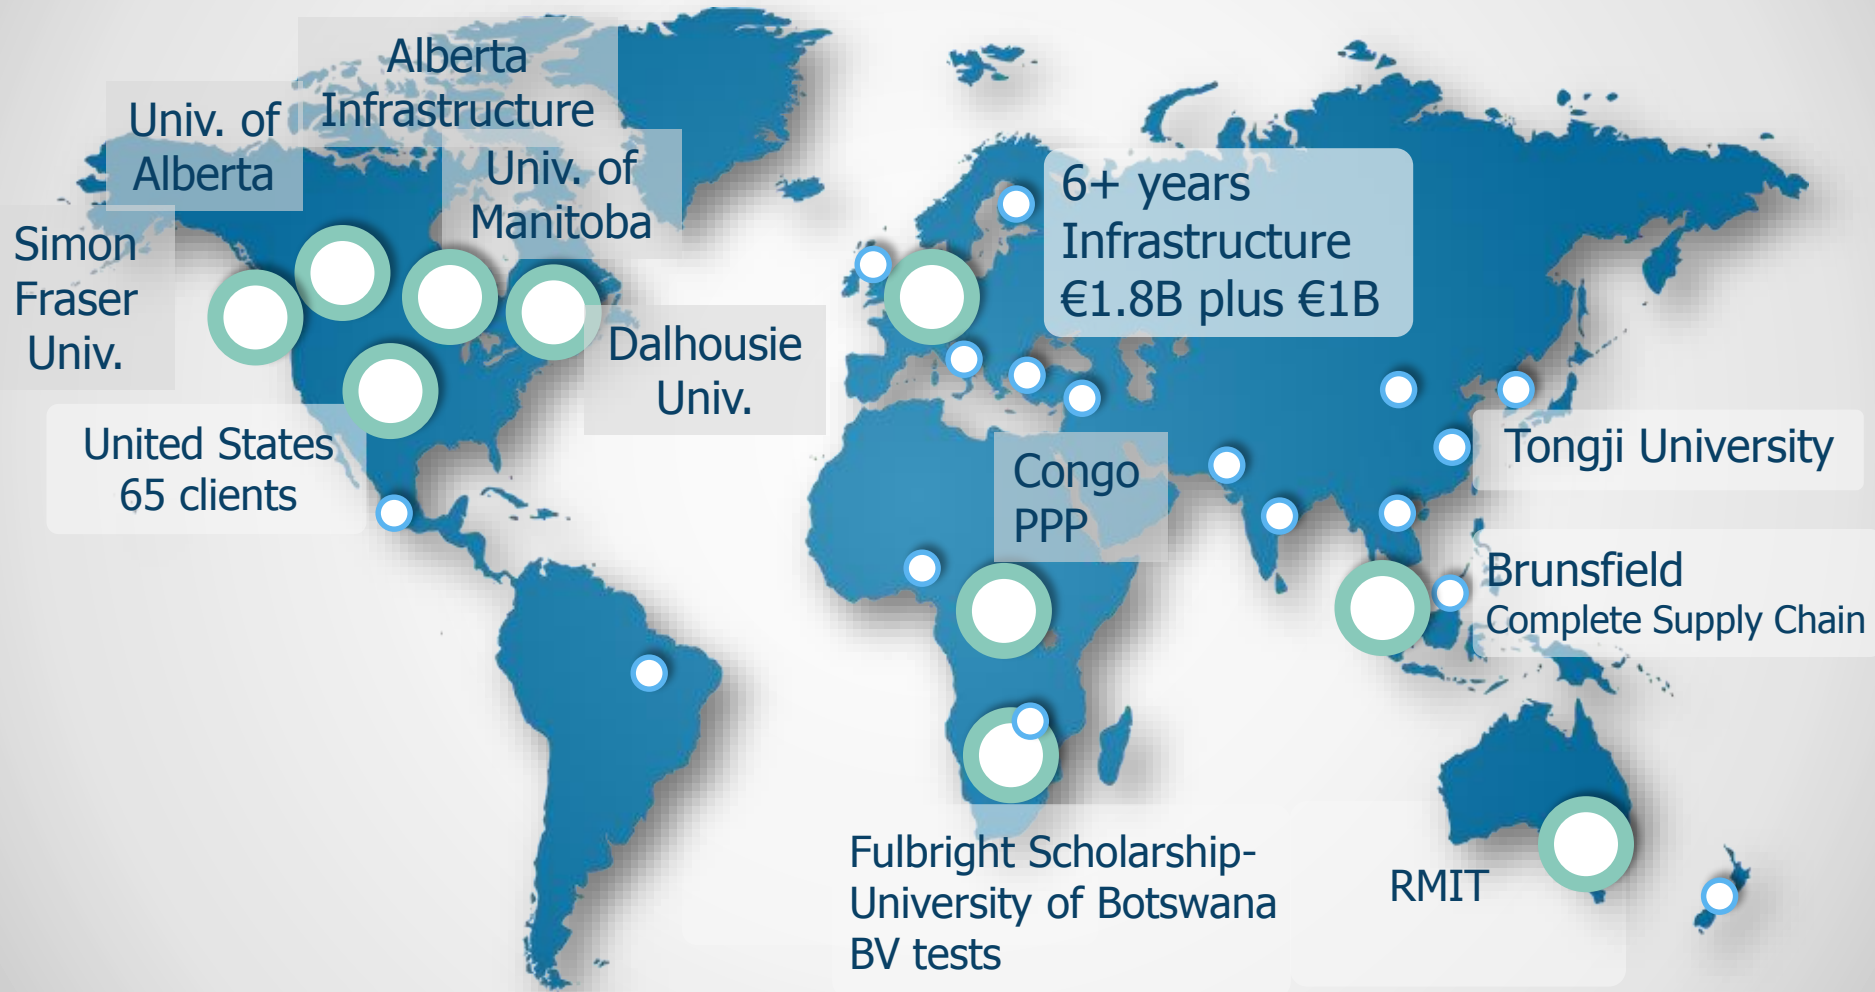 Alberta
Infrastructure
Univ. of
Alberta
Univ. of
Manitoba
Simon
Fraser
Univ.
6+ years
Infrastructure
€1.8B plus €1B
Dalhousie
Univ.
United States
65 clients
Congo
PPP
Tongji University
Brunsfield
Complete Supply Chain
Fulbright Scholarship-
University of Botswana
BV tests
RMIT